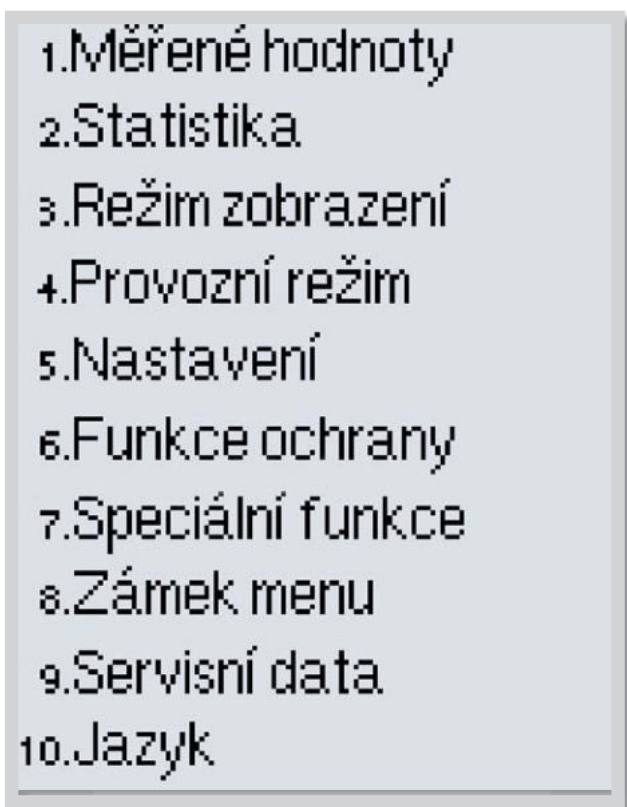 1.Měřené hodnoty
2.Statistika
3.Režim zobrazení
4.Provozní režim
5.Nastavení
6.Funkce ochrany
7.Speciální funkce
8.Zámek menu
9.Servisní data
10.Jazyk